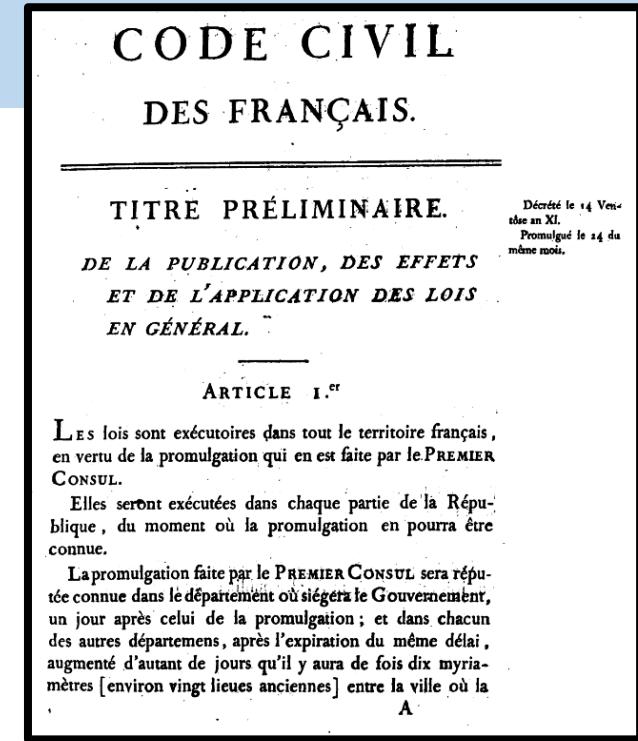 CODE CIVIL
DES FRANÇAIS.
TITRE PRÉLIMINAIRE.
Décrété le 14 Ven-
tôse an XI.
Promulgué le 24 du
même mois.
DE LA PUBLICATION, DES EFFETS
ET DE L'APPLICATION DES LOIS
EN GÉNÉRAL.
ARTICLE 1.er
LES lois sont exécutoires dans tout le territoire français,
en vertu de la promulgation qui en est faite par le PREMIER
CONSUL.
Elles seront exécutées dans chaque partie de la Répu-
blique, du moment où la promulgation en pourra être
connue.
La promulgation faite par le PREMIER CONSUL sera répu-
tée connue dans le département où siégera le Gouvernement,
un jour après celui de la promulgation ; et dans chacun
des autres départemens, après l'expiration du même délai,
augmenté d'autant de jours qu'il y aura de fois dix myria-
mètres [environ vingt lieues anciennes] entre la ville où la
A